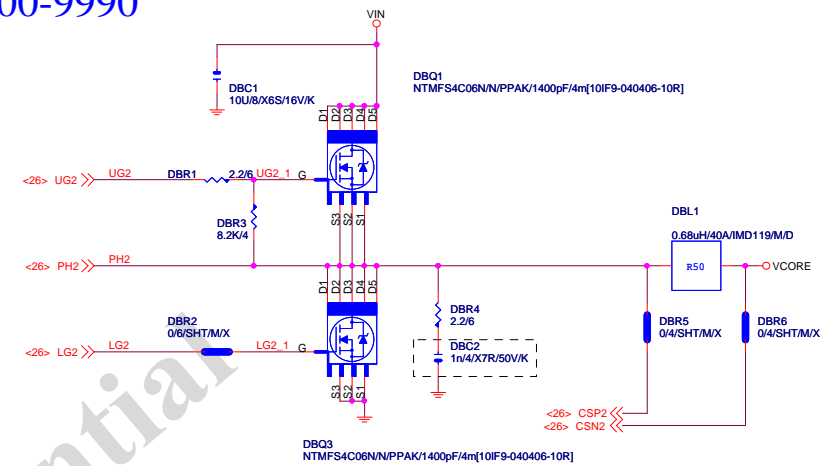 00-9990
VIN
DBC1
10U/8/X6S/16V/K
DBQ1
NTMFS4C06N/N/PPAK/1400pF/4m[10IF9-040406-10R]
D1
D2
D3
D4
D5
<26> UG2
UG2
DBR1
2.2/6
UG2_1
G
DBR3
8.2K/4
S3
S2
S1
DBL1
0.68uH/40A/IMD119/M/D
R50
VCORE
<26> PH2
PH2
D1
D2
D3
D4
D5
DBR2
0/6/SHT/M/X
<26> LG2
LG2
LG2_1
G
DBR4
2.2/6
DBC2
1n/4/X7R/50V/K
DBR5
0/4/SHT/M/X
DBR6
0/4/SHT/M/X
S3
S2
S1
<26> CSP2
<26> CSN2
DBQ3
NTMFS4C06N/N/PPAK/1400pF/4m[10IF9-040406-10R]
ntial